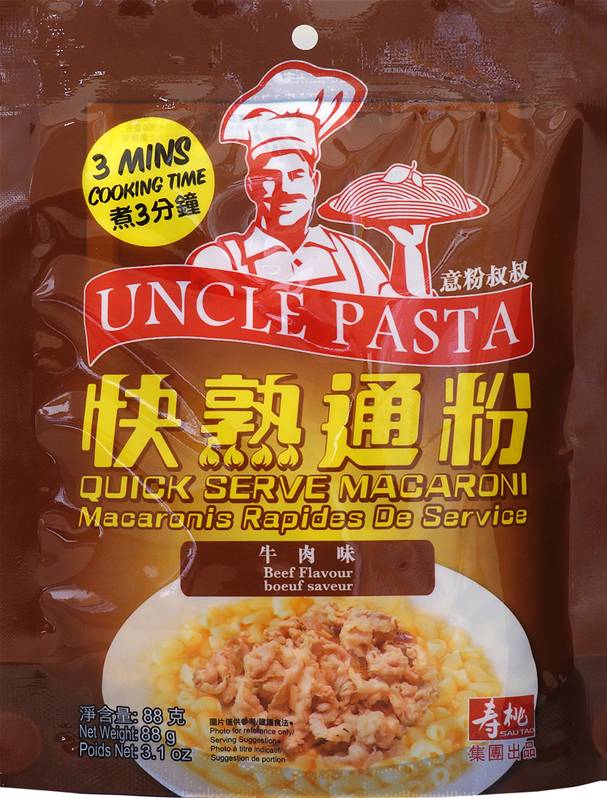 3 MINS
COOKING TIME
煮3分鐘
意粉叔叔
UNCLE PASTA
快熟通粉
QUICK SERVE MACARONI
Macaronis Rapides De Service
牛肉味
Beef Flavour
boeuf saveur
淨含量: 88 克
Net Weight: 88 g
Poids Net: 3.1 oz
圖片僅供參考/建議食法。
Photo for reference only/
Serving Suggestion.
Photo à titre indicatif/
Suggestion de portion
壽桃
SAU TAO
集團出品